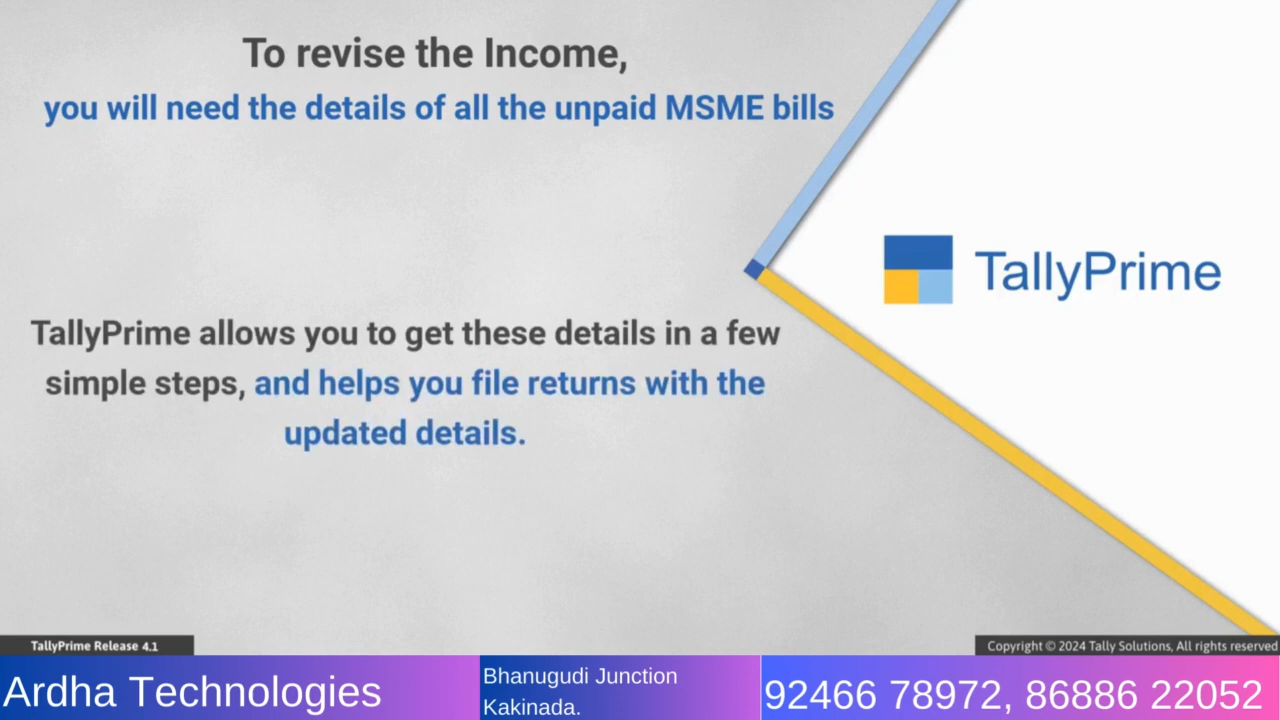 To revise the Income,
you will need the details of all the unpaid MSME bills
TallyPrime
TallyPrime allows you to get these details in a few
simple steps, and helps you file returns with the
updated details.
TallyPrime Release 4.1
Copyright © 2024 Tally Solutions, All rights reserved
Ardha Technologies
Bhanugudi Junction
Kakinada.
92466 78972, 86886 22052